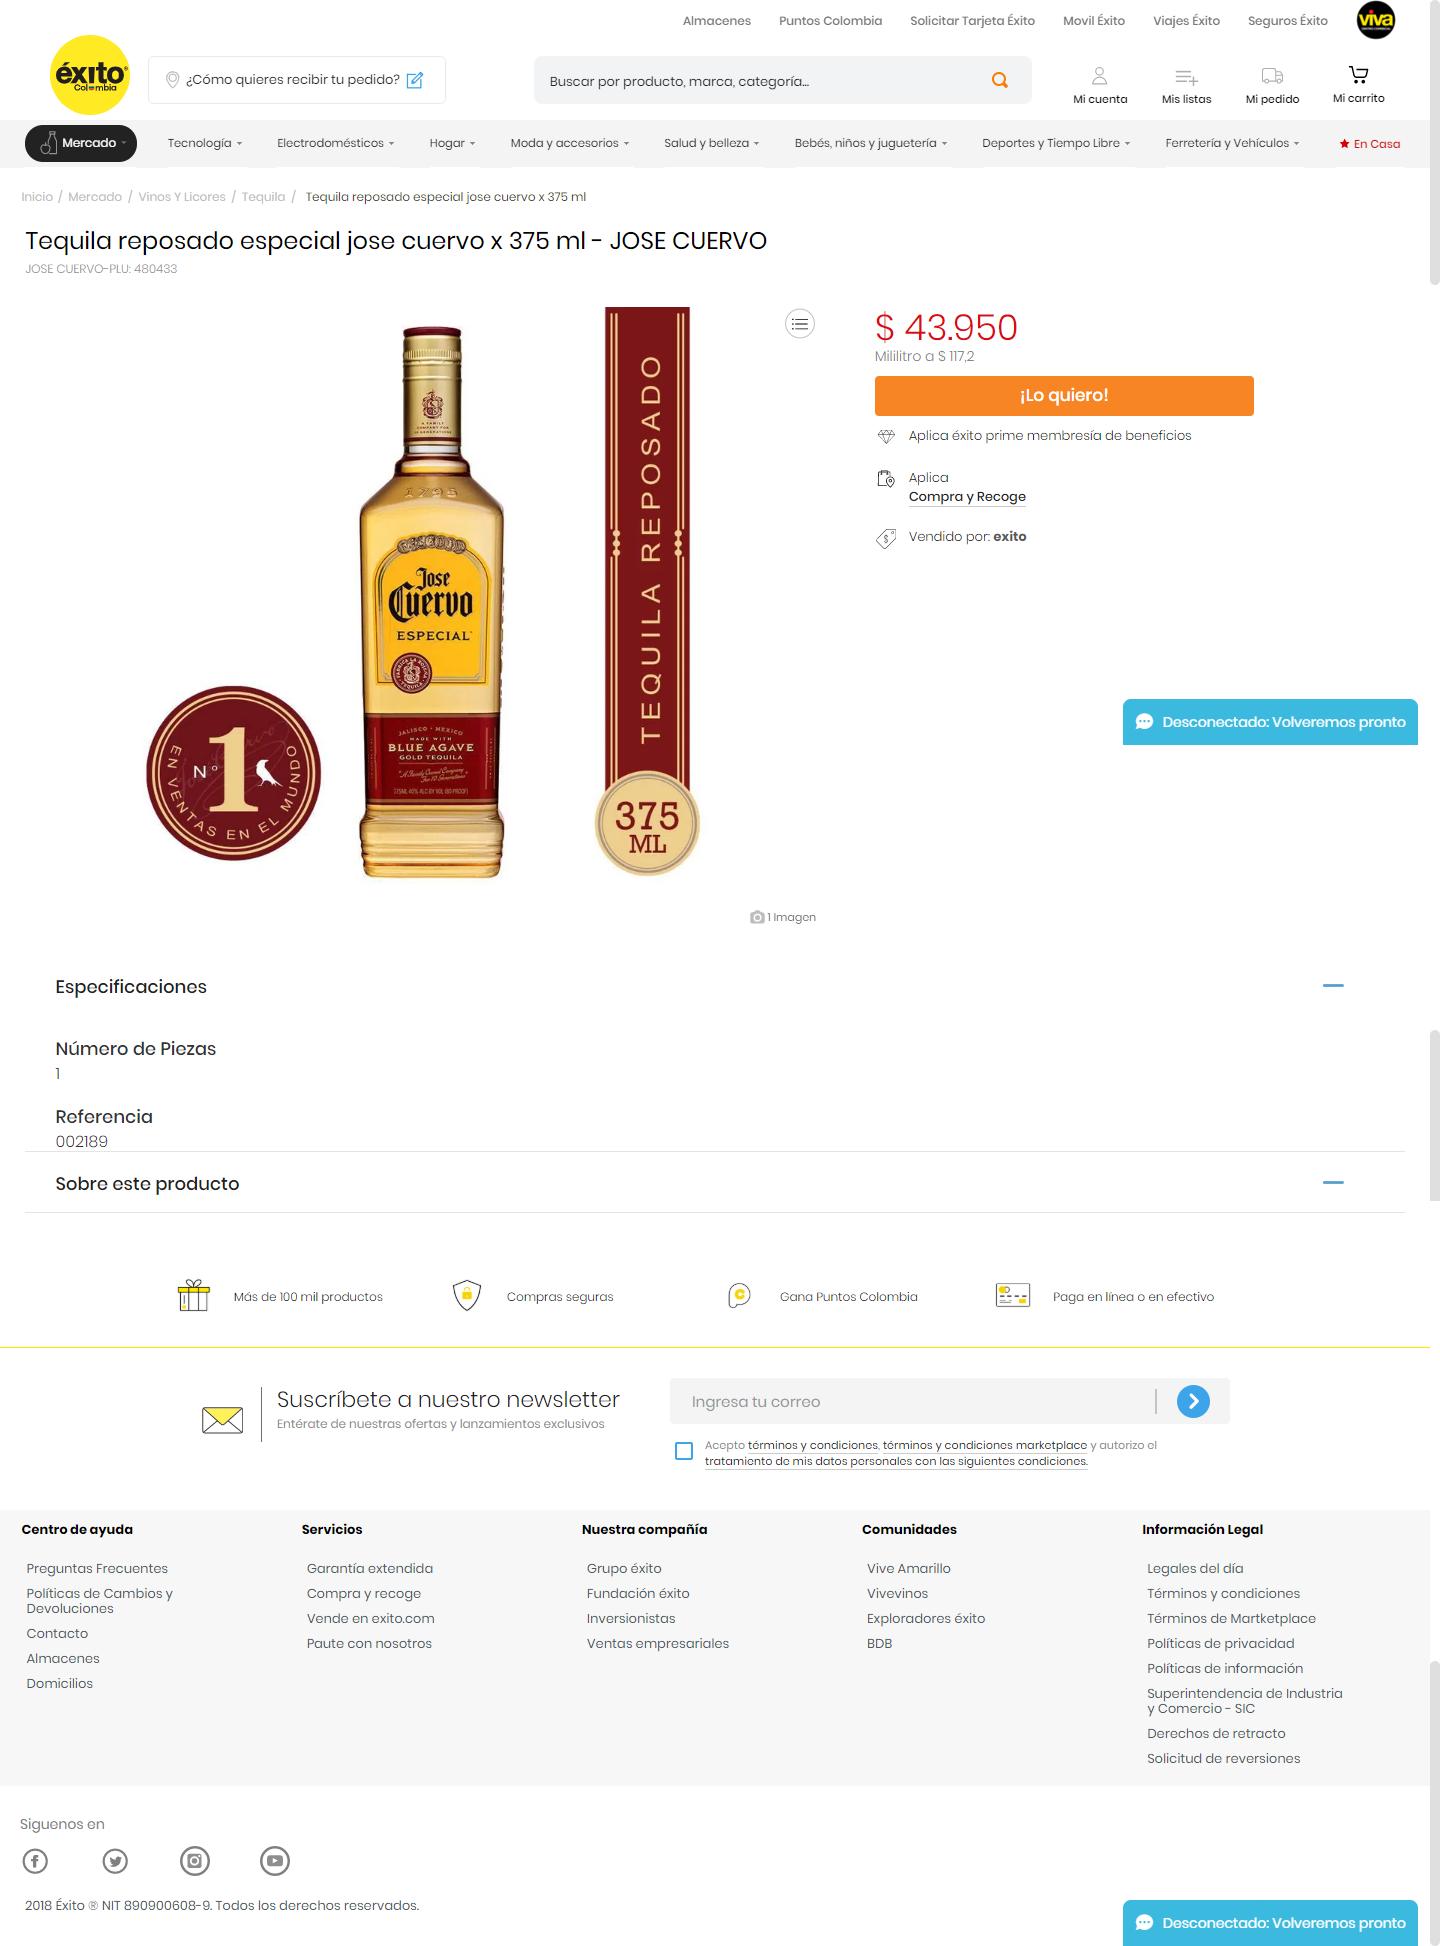 Almacenes Puntos Colombia Solicitar Tarjeta Éxito Movil Éxito Viajes Éxito Seguros Éxito viva
éxito
Colombia
¿Cómo quieres recibir tu pedido?
Buscar por producto, marca, categoría...
Mi cuenta Mis listas Mi pedido Mi carrito
Mercado Tecnología Electrodomésticos Hogar Moda y accesorios Salud y belleza Bebés, niños y juguetería Deportes y Tiempo Libre Ferretería y Vehículos En Casa
Inicio / Mercado / Vinos Y Licores / Tequila / Tequila reposado especial jose cuervo x 375 ml
Tequila reposado especial jose cuervo x 375 ml - JOSE CUERVO
JOSE CUERVO-PLU: 480433
1795
Jose
Cuervo
ESPECIAL
JALISCO • MEXICO
MADE WITH
BLUE AGAVE
GOLD TEQUILA
Nº 1
EN VENTAS EN EL MUNDO
TEQUILA REPOSADO
375
ML
1 Imagen
$ 43.950
Mililitro a $ 117,2
¡Lo quiero!
Aplica éxito prime membresía de beneficios
Aplica
Compra y Recoge
Vendido por: exito
Desconectado: Volveremos pronto
Especificaciones
Número de Piezas
1
Referencia
002189
Sobre este producto
Más de 100 mil productos Compras seguras Gana Puntos Colombia Paga en línea o en efectivo
Suscríbete a nuestro newsletter
Entérate de nuestras ofertas y lanzamientos exclusivos
Ingresa tu correo
Acepto términos y condiciones, términos y condiciones marketplace y autorizo el
tratamiento de mis datos personales con las siguientes condiciones.
Centro de ayuda
Preguntas Frecuentes
Políticas de Cambios y
Devoluciones
Contacto
Almacenes
Domicilios
Servicios
Garantía extendida
Compra y recoge
Vende en exito.com
Paute con nosotros
Nuestra compañía
Grupo éxito
Fundación éxito
Inversionistas
Ventas empresariales
Comunidades
Vive Amarillo
Vivevinos
Exploradores éxito
BDB
Información Legal
Legales del día
Términos y condiciones
Términos de Martketplace
Políticas de privacidad
Políticas de información
Superintendencia de Industria
y Comercio - SIC
Derechos de retracto
Solicitud de reversiones
Siguenos en
2018 Éxito ® NIT 890900608-9. Todos los derechos reservados.
Desconectado: Volveremos pronto